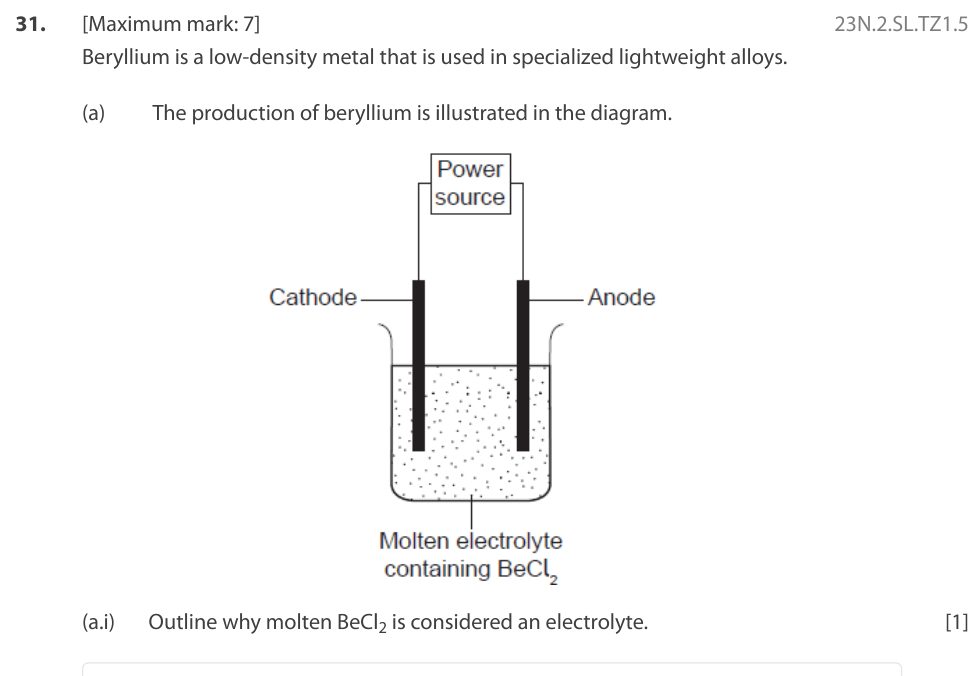 31. [Maximum mark: 7] 23N.2.SL.TZ1.5
Beryllium is a low-density metal that is used in specialized lightweight alloys.
(a) The production of beryllium is illustrated in the diagram.
Power
source
Cathode
Anode
Molten electrolyte
containing BeCl₂
(a.i) Outline why molten BeCl₂ is considered an electrolyte. [1]